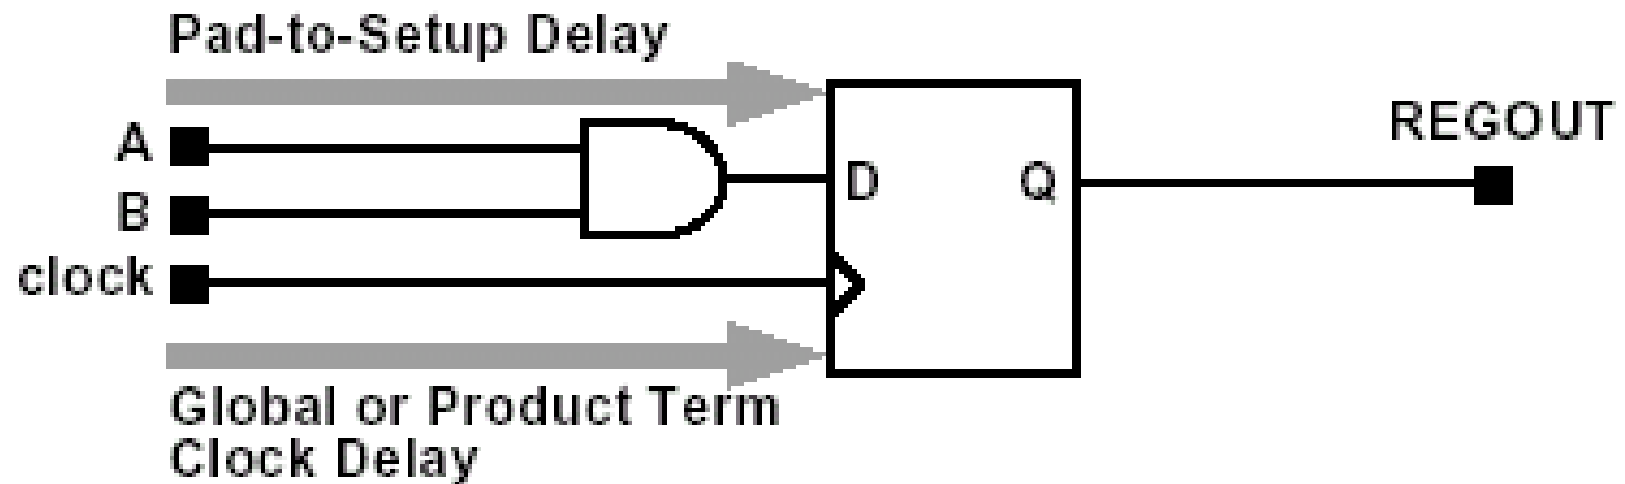 Pad-to-Setup Delay
REGOUT
A
D
Q
B
clock
Global or Product Term
Clock Delay